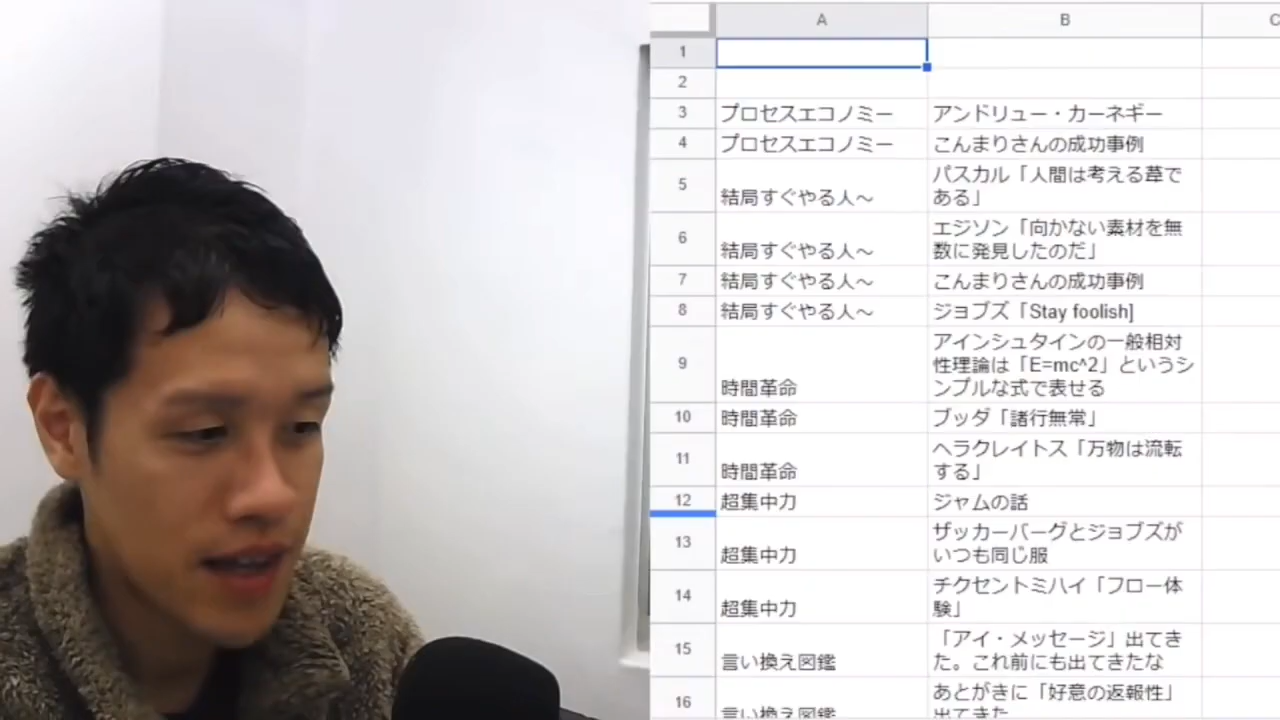 A B C
1
2
3 プロセスエコノミー アンドリュー・カーネギー
4 プロセスエコノミー こんまりさんの成功事例
5 結局すぐやる人～ パスカル「人間は考える葦で
ある」
6 結局すぐやる人～ エジソン「向かない素材を無
数に発見したのだ」
7 結局すぐやる人～ こんまりさんの成功事例
8 結局すぐやる人～ ジョブズ「Stay foolish]
9 時間革命 アインシュタインの一般相対
性理論は「E=mc^2」というシ
ンプルな式で表せる
10 時間革命 ブッダ「諸行無常」
11 時間革命 ヘラクレイトス「万物は流転
する」
12 超集中力 ジャムの話
13 超集中力 ザッカーバーグとジョブズが
いつも同じ服
14 超集中力 チクセントミハイ「フロー体
験」
15 言い換え図鑑 「アイ・メッセージ」出てき
た。これ前にも出てきたな
16 言い換え図鑑 あとがきに「好意の返報性」
出てきた